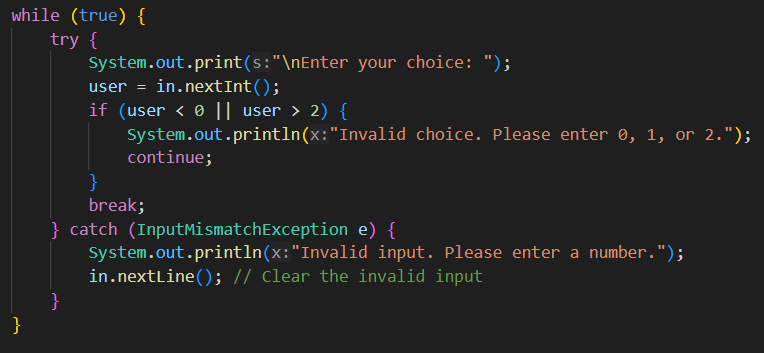 while (true) {
    try {
        System.out.print(s:"\nEnter your choice: ");
        user = in.nextInt();
        if (user < 0 || user > 2) {
            System.out.println(x:"Invalid choice. Please enter 0, 1, or 2.");
            continue;
        }
        break;
    } catch (InputMismatchException e) {
        System.out.println(x:"Invalid input. Please enter a number.");
        in.nextLine(); // Clear the invalid input
    }
}